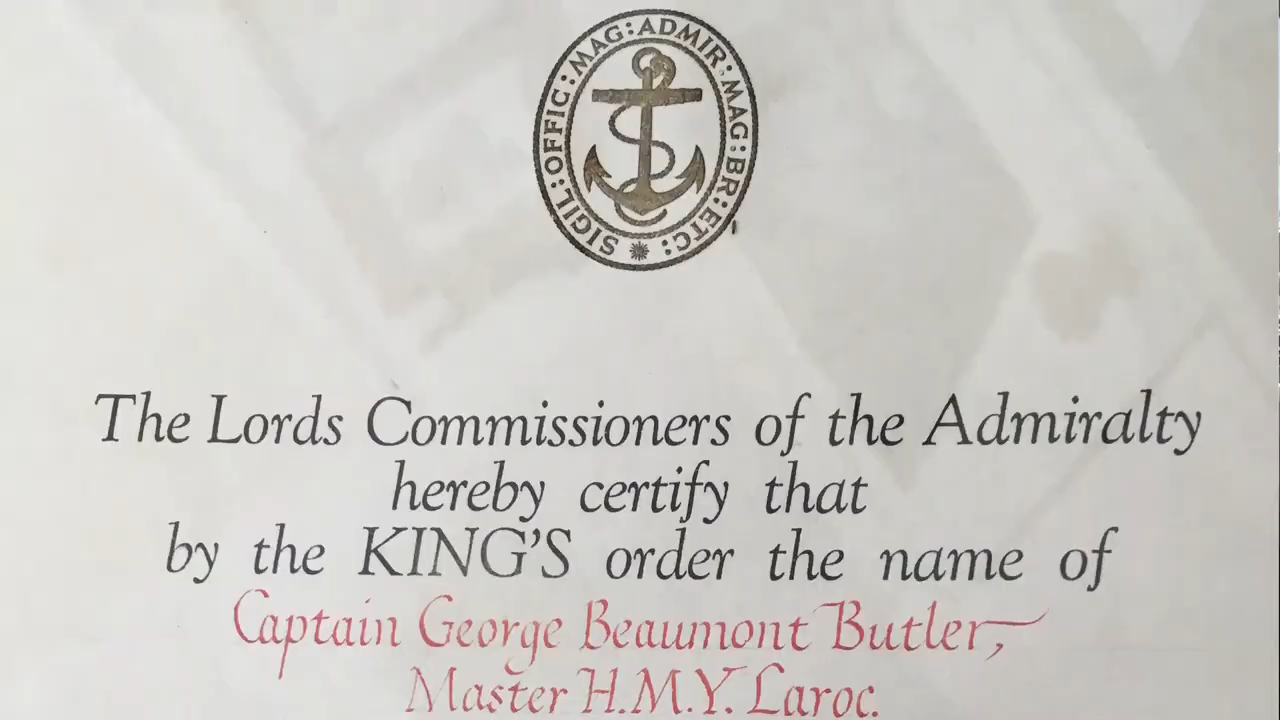 SIGIL: OFFIC: MAG: ADMIR: MAG: BR: ETC:
The Lords Commissioners of the Admiralty
hereby certify that
by the KING'S order the name of
Captain George Beaumont Butler,
Master H.M.Y. Laroc.